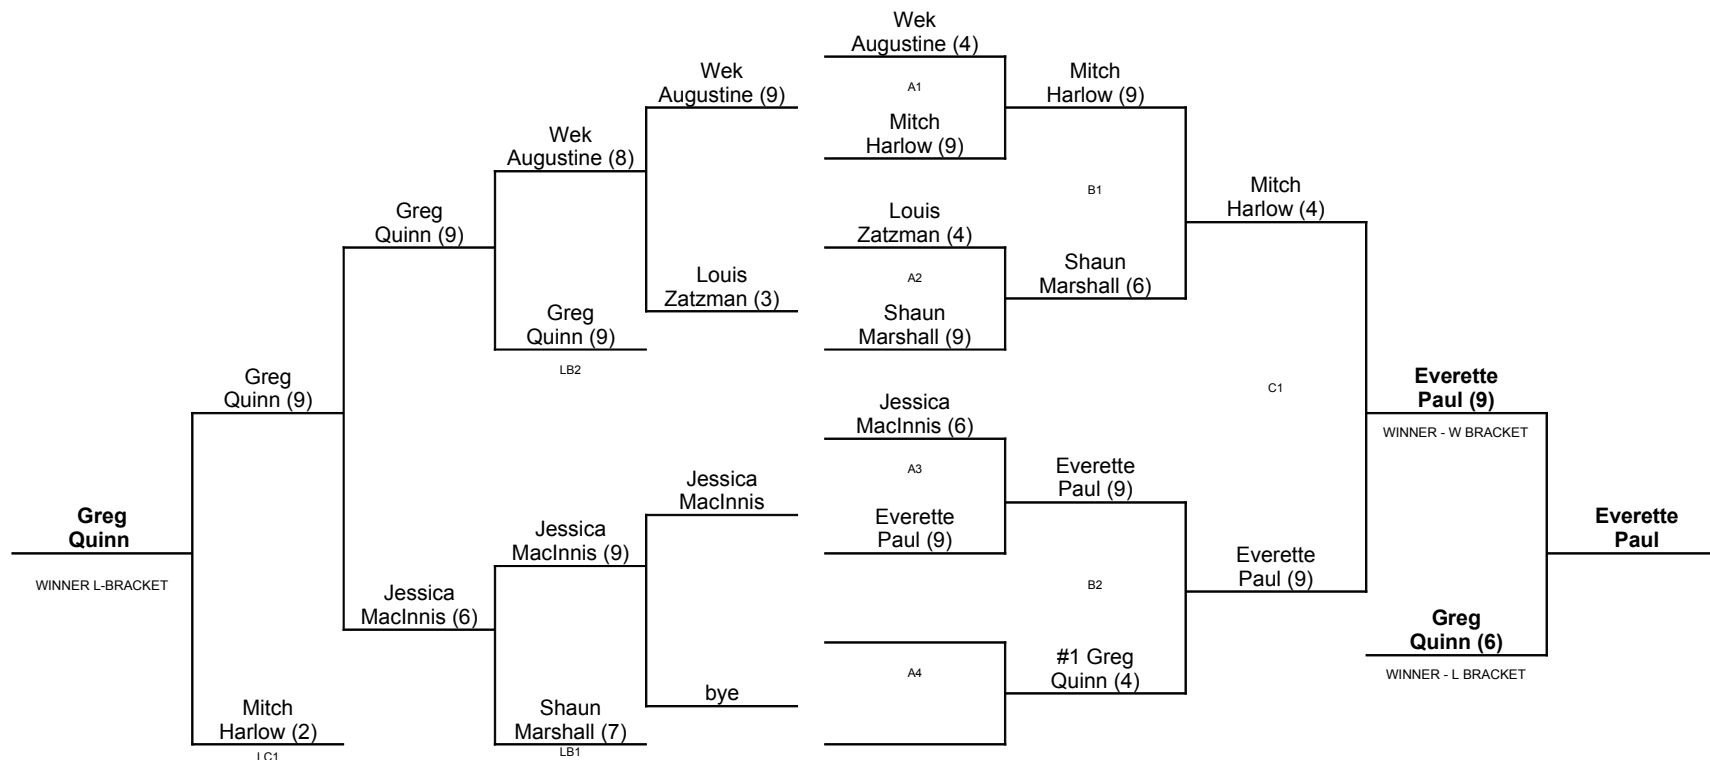 Wek
Augustine (4)
Wek
Augustine (9)
A1
Mitch
Harlow (9)
Mitch
Harlow (9)
Wek
Augustine (8)
B1
Mitch
Harlow (4)
Greg
Quinn (9)
Louis
Zatzman (4)
Louis
Zatzman (3)
A2
Shaun
Marshall (6)
Greg
Quinn (9)
LB2
Shaun
Marshall (9)
Greg
Quinn (9)
C1
Everette
Paul (9)
WINNER - W BRACKET
Jessica
MacInnis (6)
A3
Jessica
MacInnis
Everette
Paul (9)
Everette
Paul (9)
Greg
Quinn
WINNER L-BRACKET
Jessica
MacInnis (9)
Everette
Paul (9)
Everette
Paul
B2
Jessica
MacInnis (6)
Greg
Quinn (6)
WINNER - L BRACKET
#1 Greg
Quinn (4)
A4
bye
Mitch
Harlow (2)
LC1
Shaun
Marshall (7)
LB1